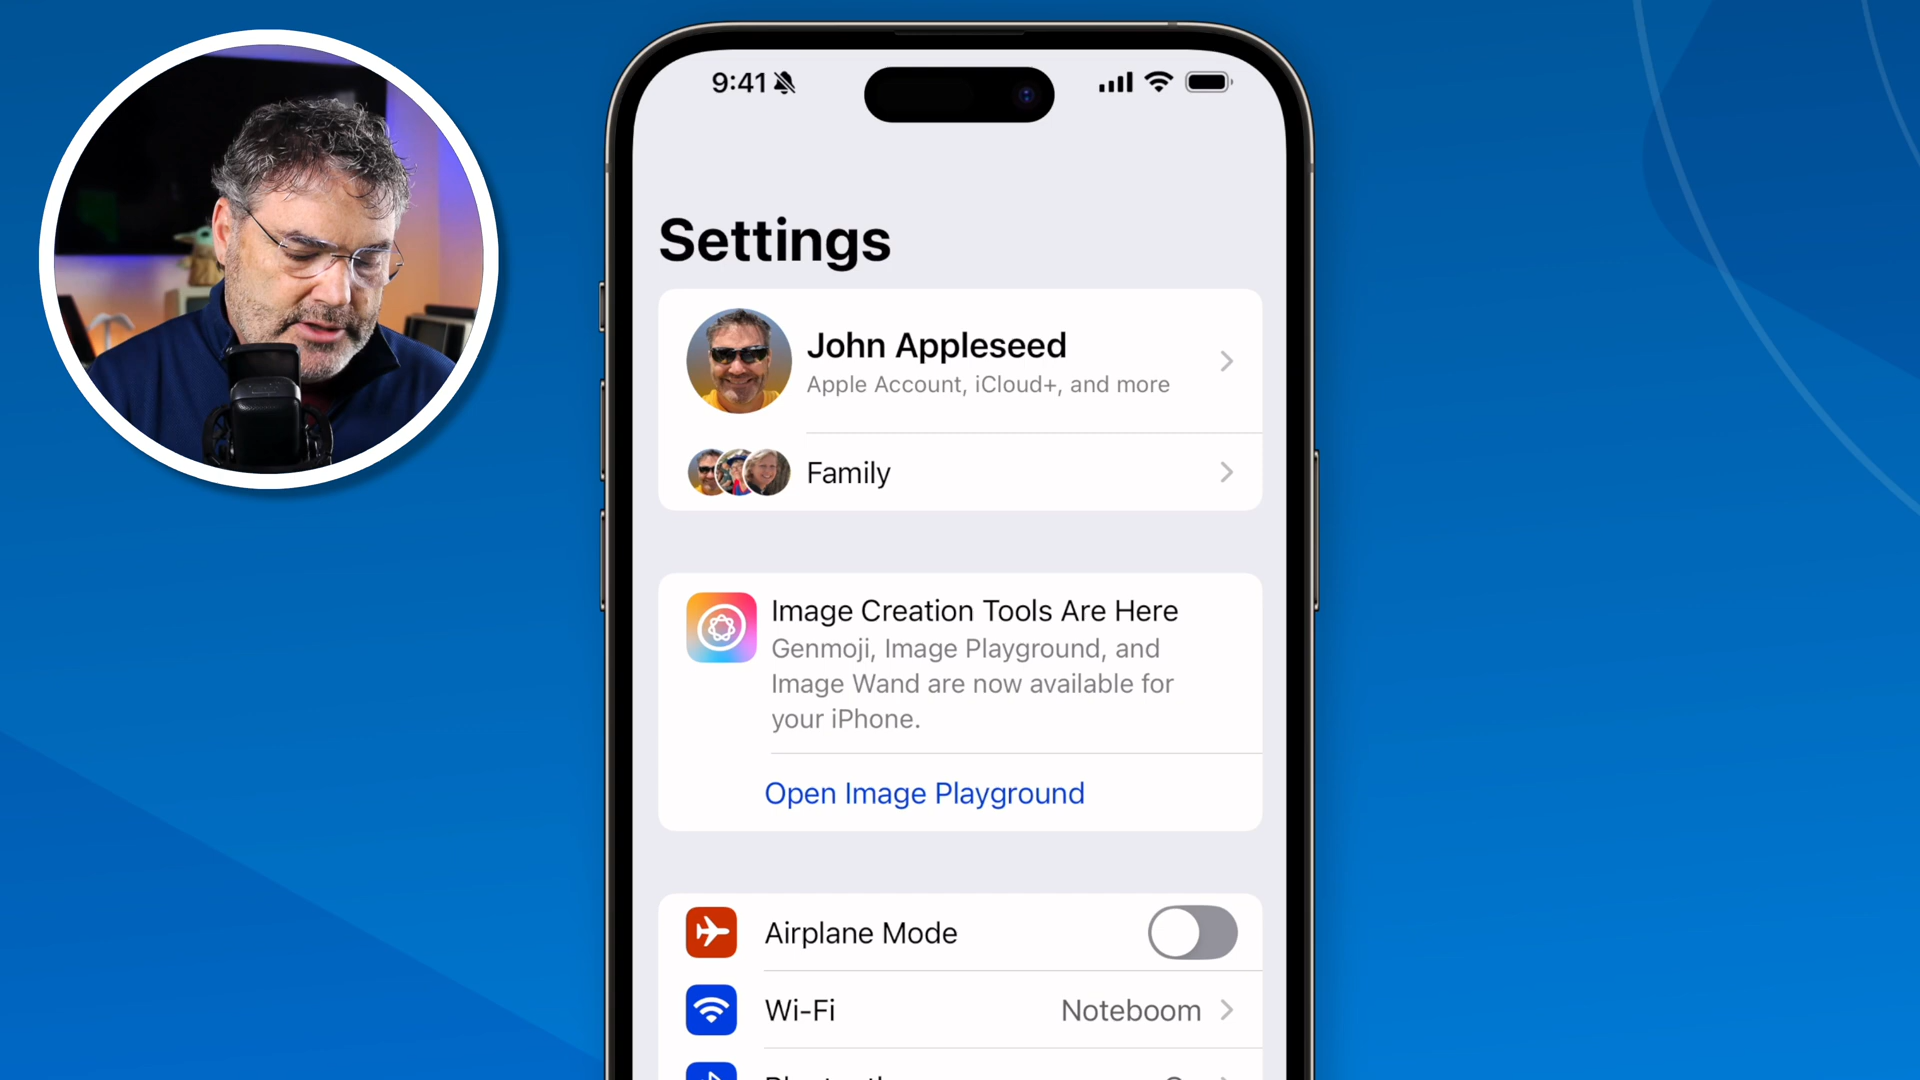 9:41
Settings
John Appleseed
Apple Account, iCloud+, and more
Family
Image Creation Tools Are Here
Genmoji, Image Playground, and
Image Wand are now available for
your iPhone.
Open Image Playground
Airplane Mode
Wi-Fi Noteboom